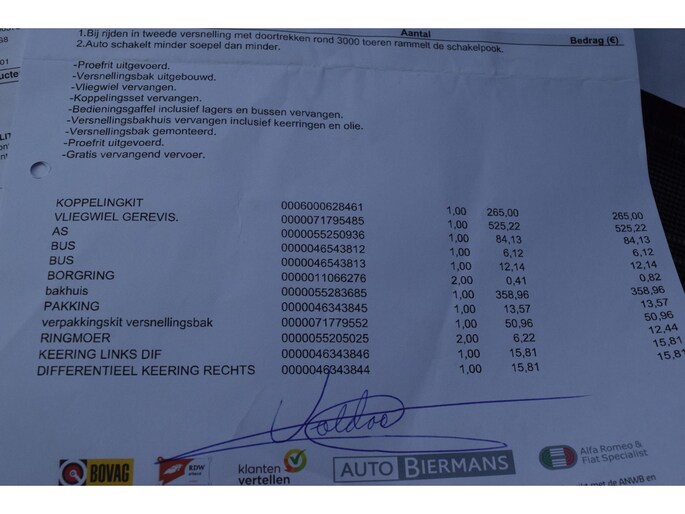 Aantal
Bedrag (€)
1.Bij rijden in tweede versnelling met doortrekken rond 3000 toeren rammelt de schakelpook.
2.Auto schakelt minder soepel dan minder.
-Proefrit uitgevoerd.
-Versnellingsbak uitgebouwd.
-Vliegwiel vervangen.
-Koppelingsset vervangen.
-Bedieningsgaffel inclusief lagers en bussen vervangen.
-Versnellingsbakhuis vervangen inclusief keerringen en olie.
-Versnellingsbak gemonteerd.
-Proefrit uitgevoerd.
-Gratis vervangend vervoer.
KOPPELINGKIT 0006000628461 1,00 265,00 265,00
VLIEGWIEL GEREVIS. 0000071795485 1,00 525,22 525,22
AS 0000055250936 1,00 84,13 84,13
BUS 0000046543812 1,00 6,12 6,12
BUS 0000046543813 1,00 12,14 12,14
BORGRING 0000011066276 2,00 0,41 0,82
bakhuis 0000055283685 1,00 358,96 358,96
PAKKING 0000046343845 1,00 13,57 13,57
verpakkingskit versnellingsbak 0000071779552 1,00 50,96 50,96
RINGMOER 0000055205025 2,00 6,22 12,44
KEERING LINKS DIF 0000046343846 1,00 15,81 15,81
DIFFERENTIEEL KEERING RECHTS 0000046343844 1,00 15,81 15,81
BOVAG
RDW
erkend
klanten
vertellen
AUTO BIERMANS
Alfa Romeo &
Fiat Specialist
met de ANWB en